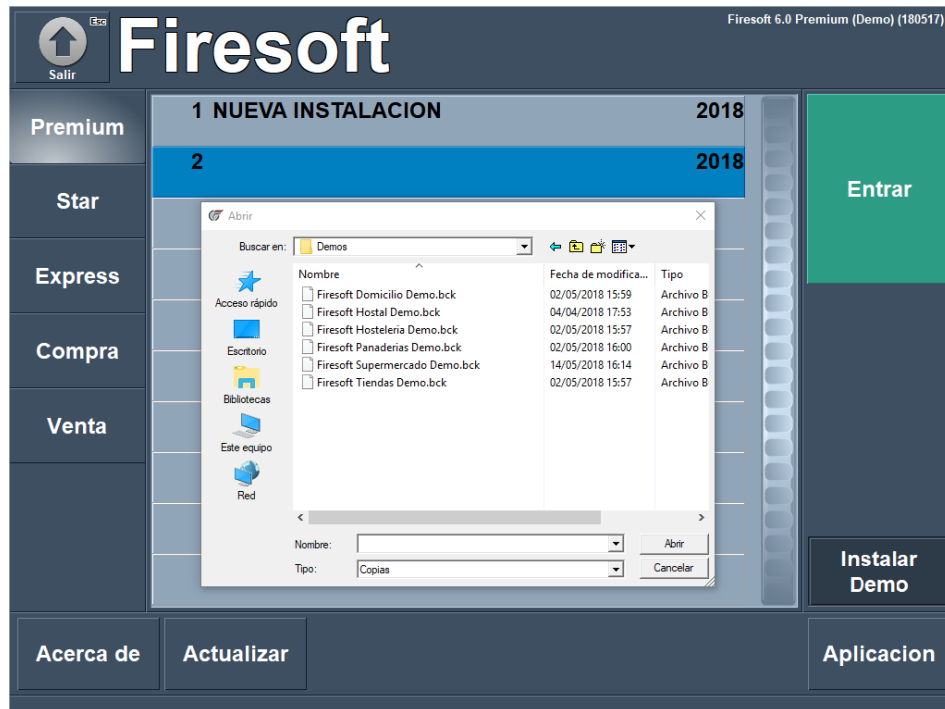 Esc
Salir
Firesoft
Firesoft 6.0 Premium (Demo) (180517)
Premium
Star
Express
Compra
Venta
1 NUEVA INSTALACION 2018
2 2018
Abrir
Buscar en: Demos
Acceso rápido
Escritorio
Bibliotecas
Este equipo
Red
Nombre Fecha de modifica... Tipo
Firesoft Domicilio Demo.bck 02/05/2018 15:59 Archivo B
Firesoft Hostal Demo.bck 04/04/2018 17:53 Archivo B
Firesoft Hosteleria Demo.bck 02/05/2018 15:57 Archivo B
Firesoft Panaderias Demo.bck 02/05/2018 16:00 Archivo B
Firesoft Supermercado Demo.bck 14/05/2018 16:14 Archivo B
Firesoft Tiendas Demo.bck 02/05/2018 15:57 Archivo B
Nombre: Abrir
Tipo: Copias Cancelar
Entrar
Instalar
Demo
Acerca de
Actualizar
Aplicacion